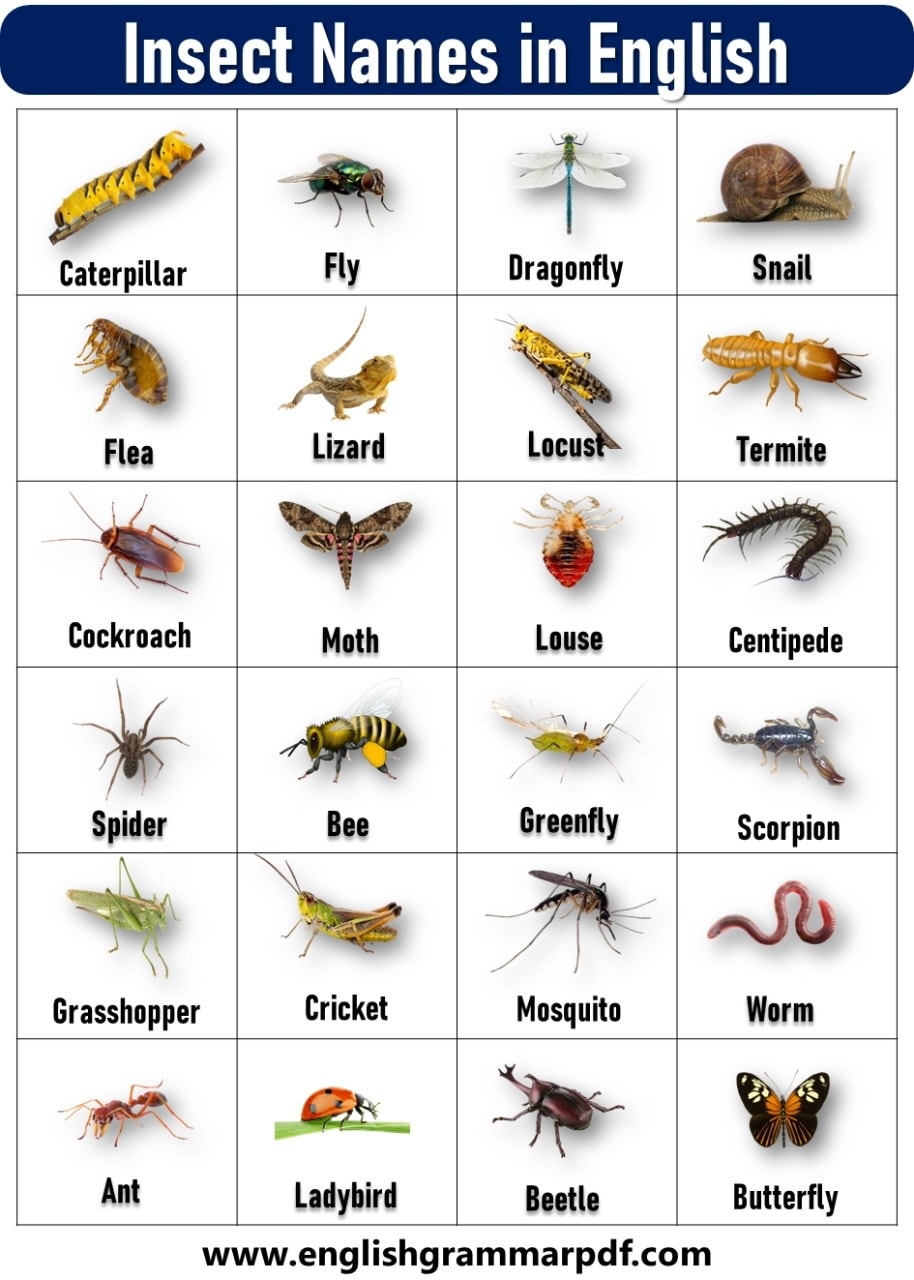 Insect Names in English
Caterpillar
Fly
Dragonfly
Snail
Flea
Lizard
Locust
Termite
Cockroach
Moth
Louse
Centipede
Spider
Bee
Greenfly
Scorpion
Grasshopper
Cricket
Mosquito
Worm
Ant
Ladybird
Beetle
Butterfly
www.englishgrammarpdf.com